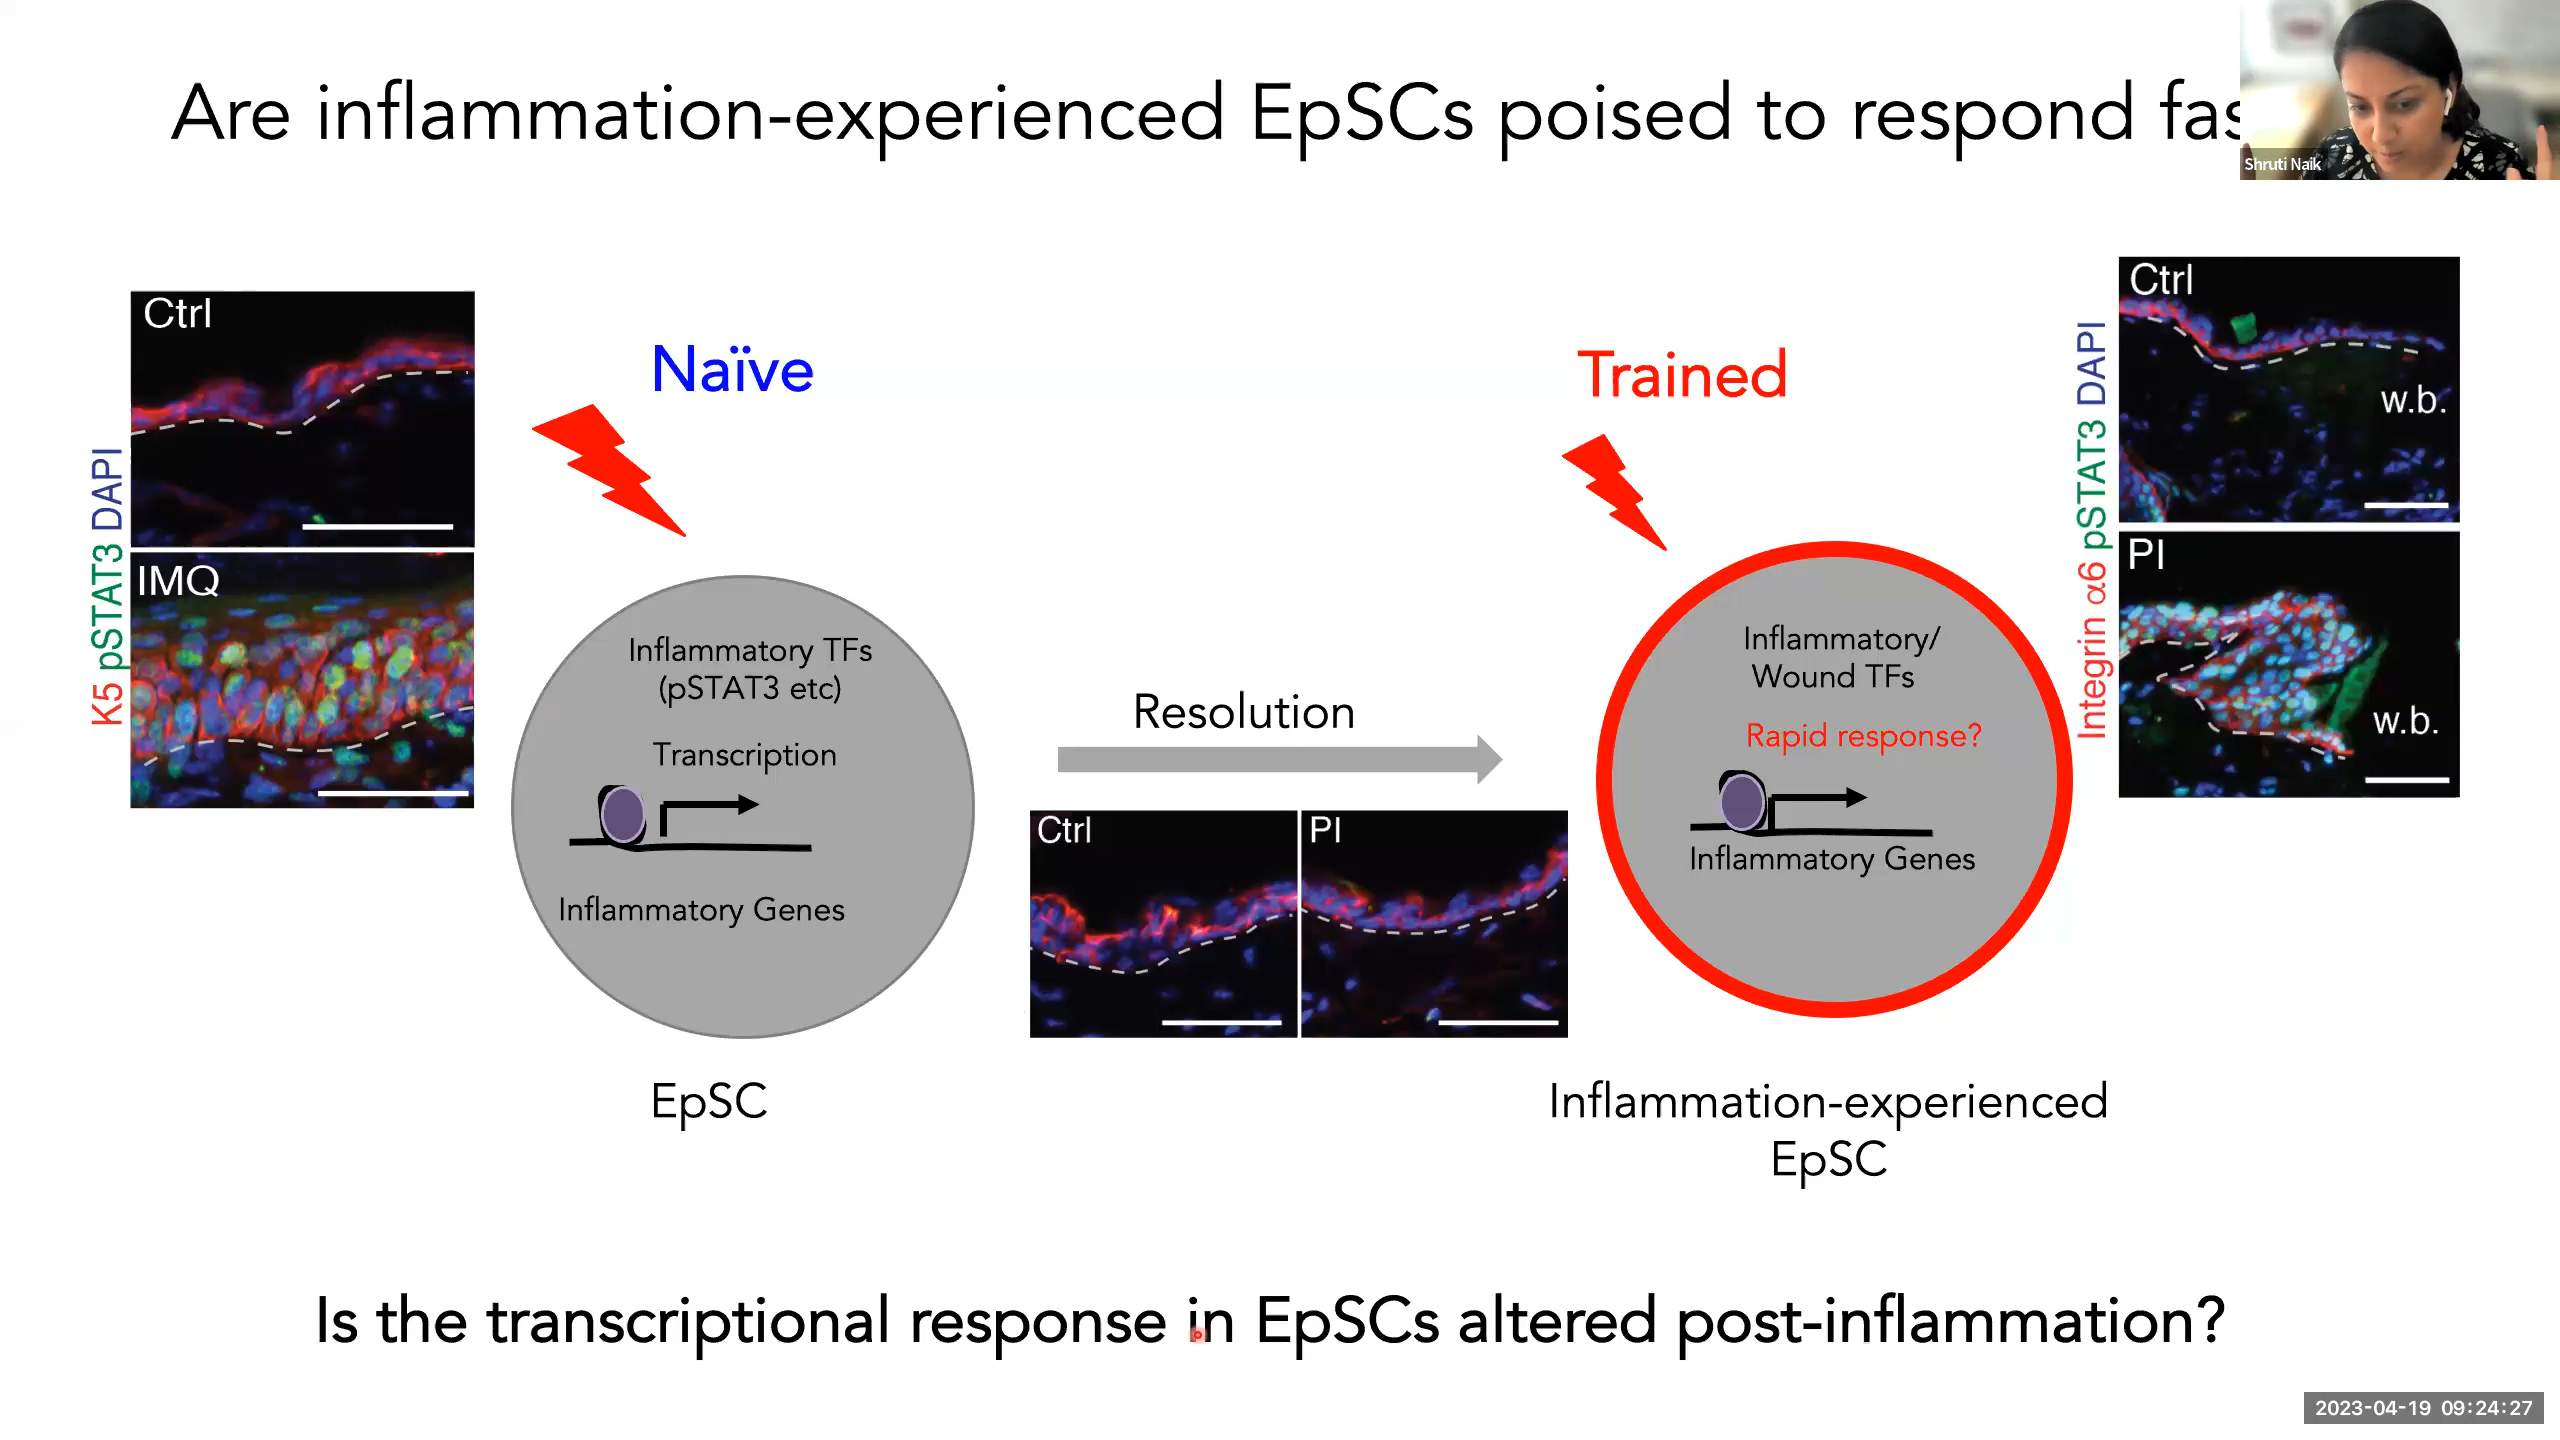 Are inflammation-experienced EpSCs poised to respond
Shruti Naik
Ctrl
IMQ
K5 pSTAT3 DAPI
Naïve
Inflammatory TFs
(pSTAT3 etc)
Transcription
Inflammatory Genes
EpSC
Resolution
Ctrl
PI
Trained
Inflammatory/
Wound TFs
Rapid response?
Inflammatory Genes
Inflammation-experienced
EpSC
Integrin α6 pSTAT3 DAPI
Ctrl
w.b.
PI
w.b.
Is the transcriptional response in EpSCs altered post-inflammation?
2023-04-19 09:24:27